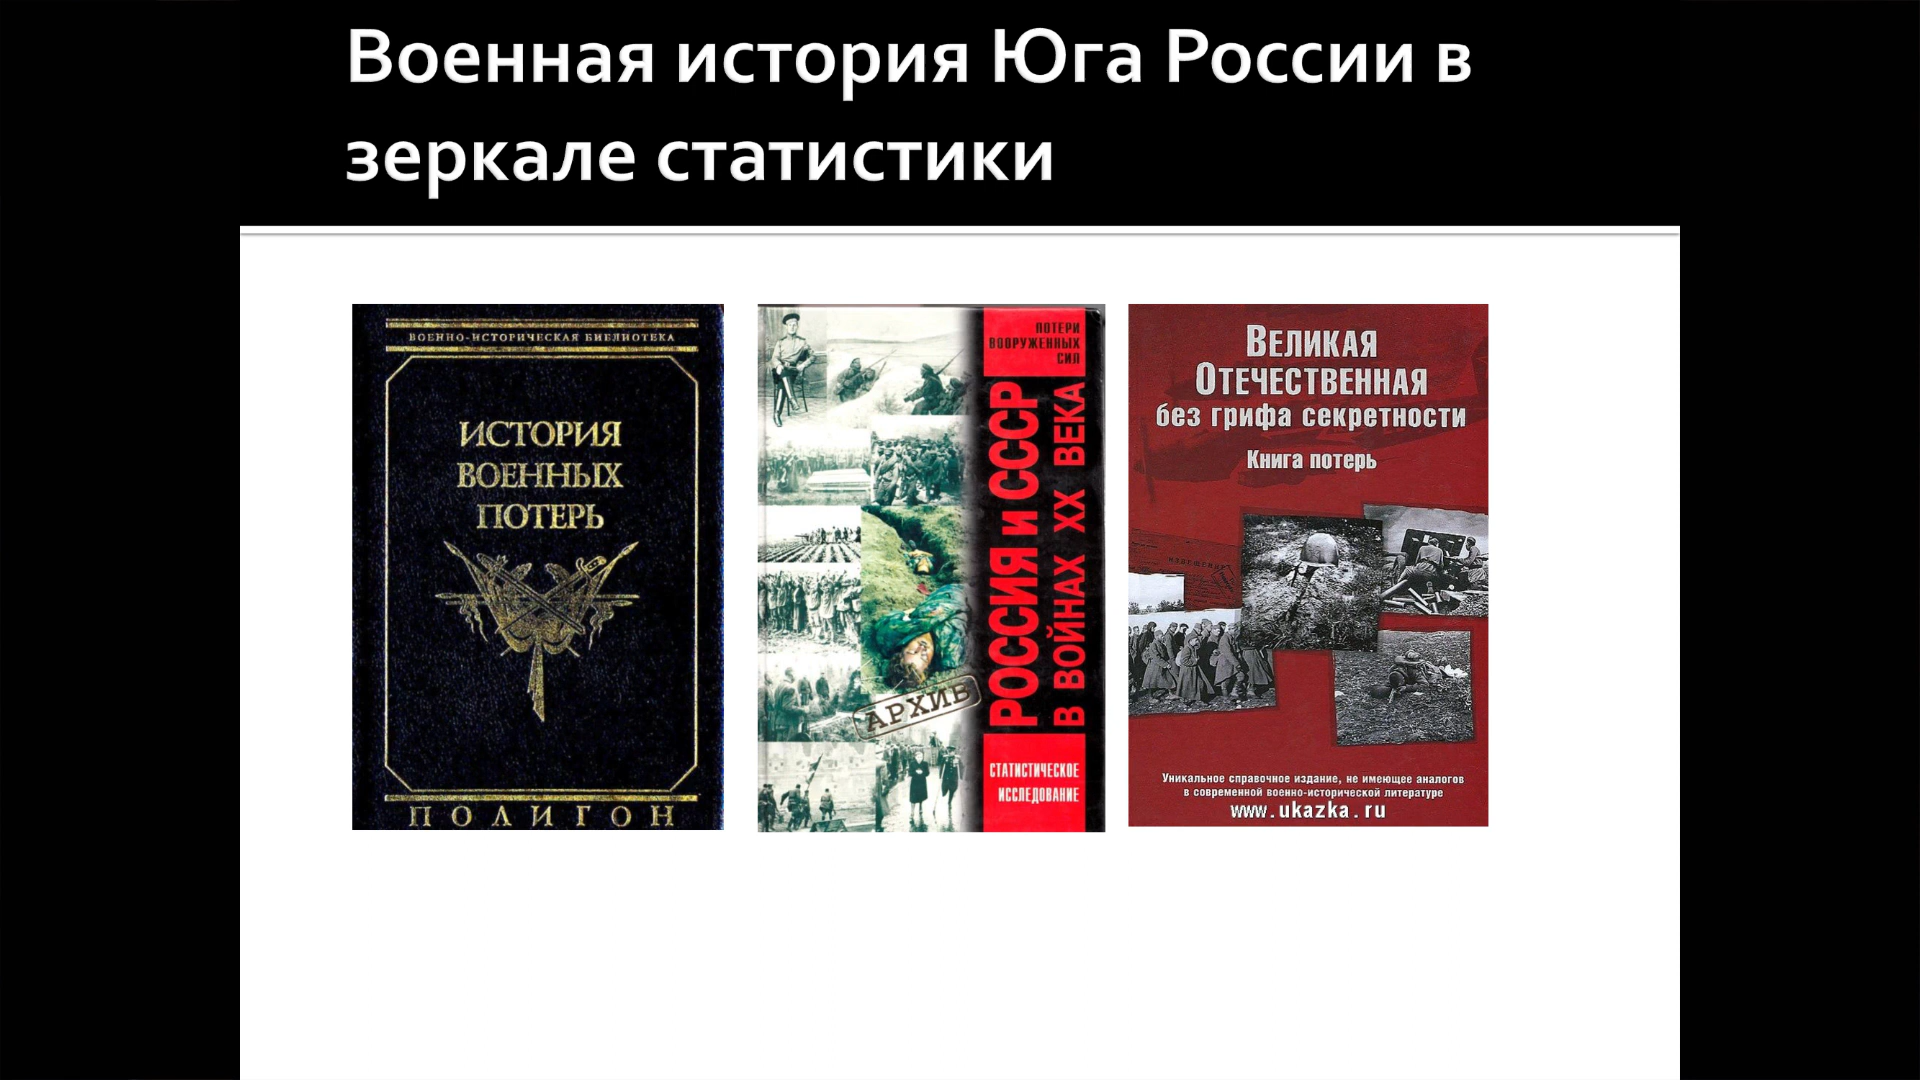 Военная история Юга России в
зеркале статистики
ВОЕННО-ИСТОРИЧЕСКАЯ БИБЛИОТЕКА
ИСТОРИЯ
ВОЕННЫХ
ПОТЕРЬ
ПОЛИГОН
ПОТЕРИ
ВООРУЖЕННЫХ
СИЛ
РОССИЯ и СССР
В ВОЙНАХ XX ВЕКА
АРХИВ
СТАТИСТИЧЕСКОЕ
ИССЛЕДОВАНИЕ
ВЕЛИКАЯ
ОТЕЧЕСТВЕННАЯ
без грифа секретности
Книга потерь
ИЗВЕЩЕНИЕ
Уникальное справочное издание, не имеющее аналогов
в современной военно-исторической литературе
www.ukazka.ru